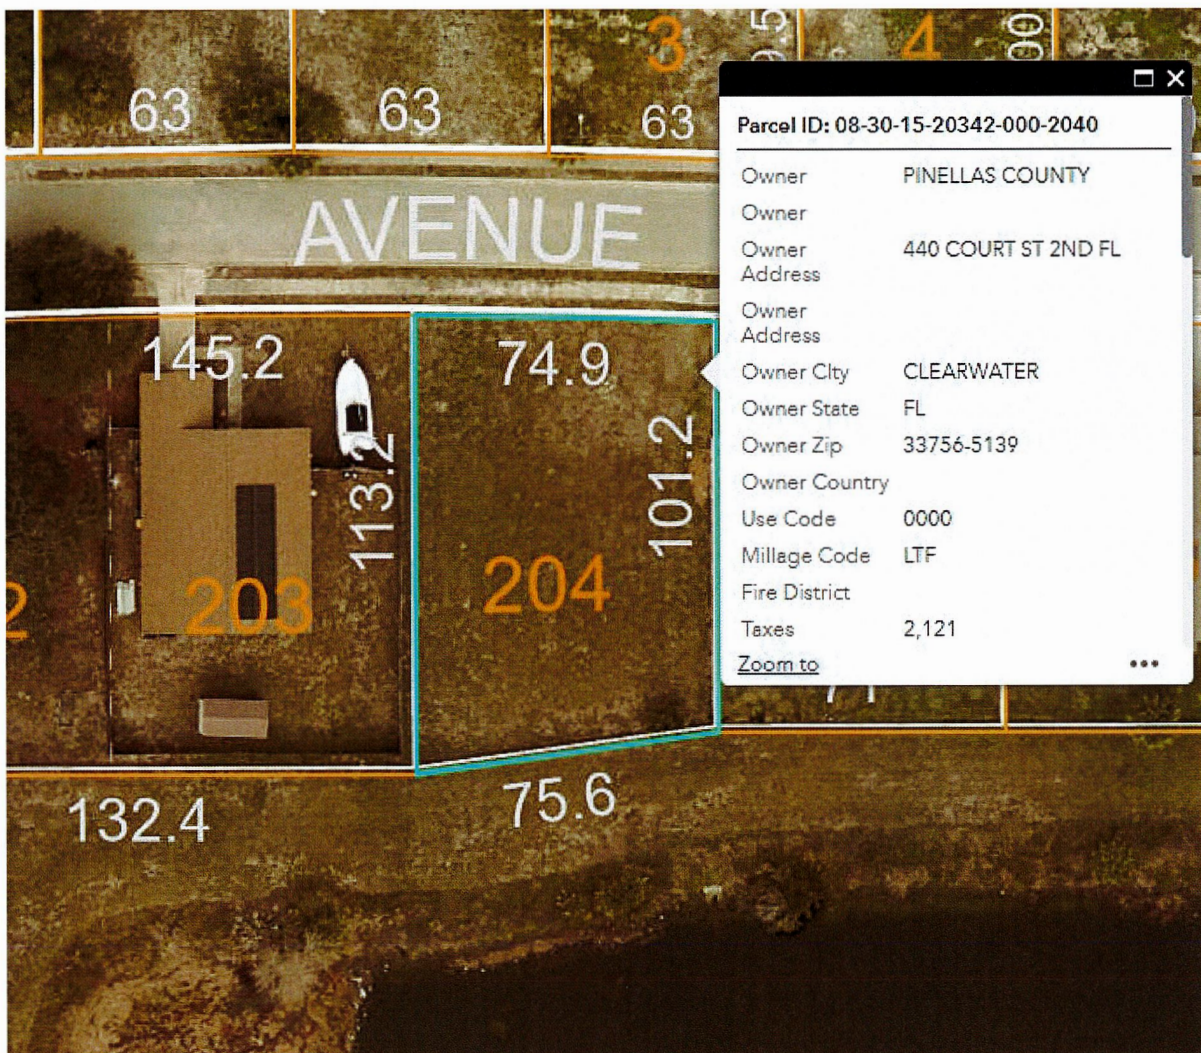 3
4
63
63
63
AVENUE
Parcel ID: 08-30-15-20342-000-2040
Owner PINELLAS COUNTY
Owner
Owner Address 440 COURT ST 2ND FL
Owner Address
Owner City CLEARWATER
Owner State FL
Owner Zip 33756-5139
Owner Country
Use Code 0000
Millage Code LTF
Fire District
Taxes 2,121
Zoom to
145.2
74.9
113.2
101.2
203
204
132.4
75.6